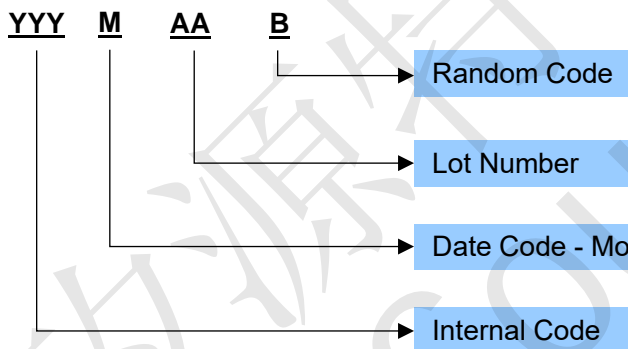 YYY M AA B
Random Code
Lot Number
Date Code - Mo
Internal Code